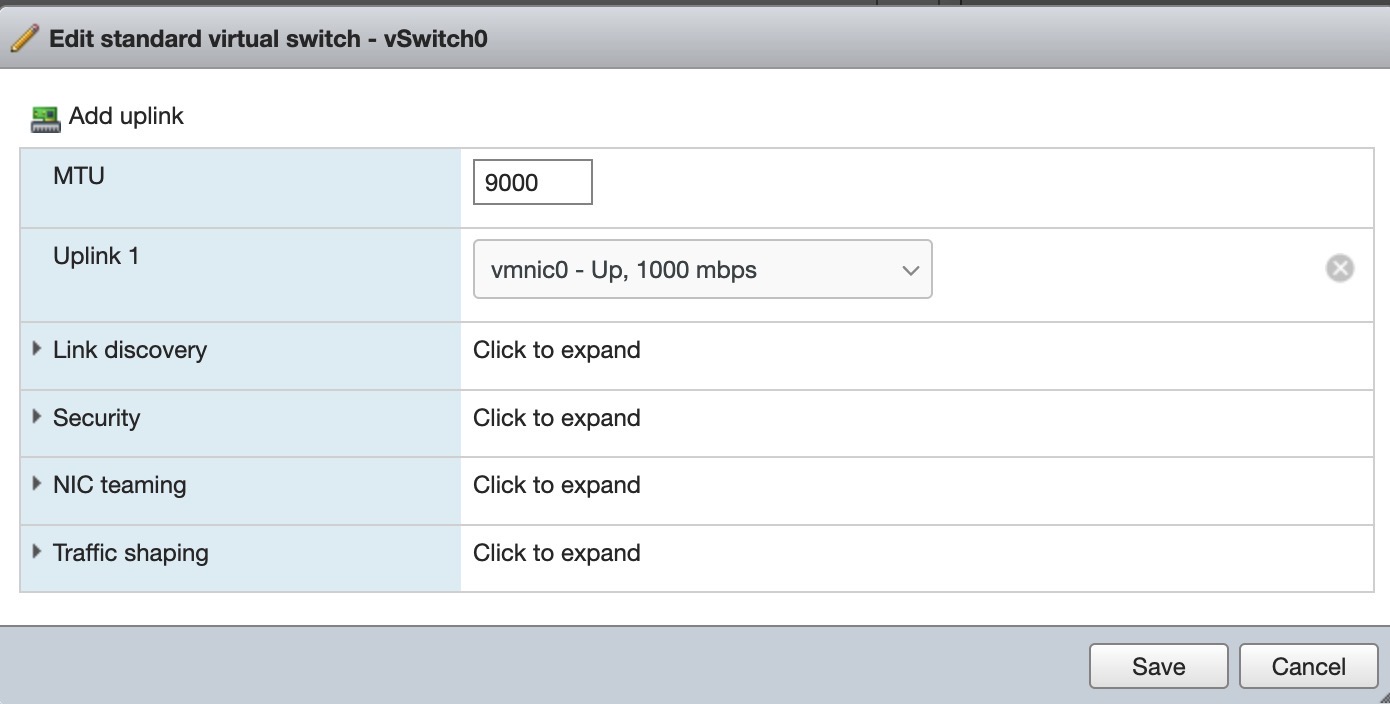 Edit standard virtual switch - vSwitch0
Add uplink
MTU
9000
Uplink 1
vmnic0 - Up, 1000 mbps
Link discovery
Click to expand
Security
Click to expand
NIC teaming
Click to expand
Traffic shaping
Click to expand
Save
Cancel